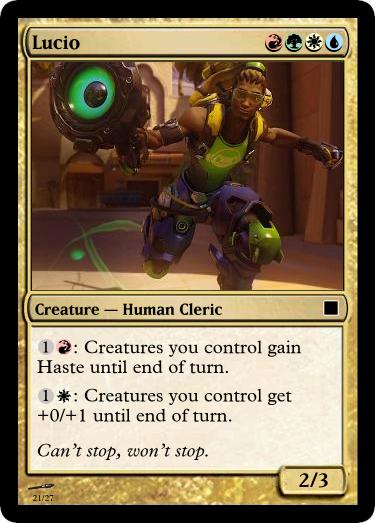 Lucio
Creature — Human Cleric
1: Creatures you control gain
Haste until end of turn.
1: Creatures you control get
+0/+1 until end of turn.
Can't stop, won't stop.
2/3
21/27